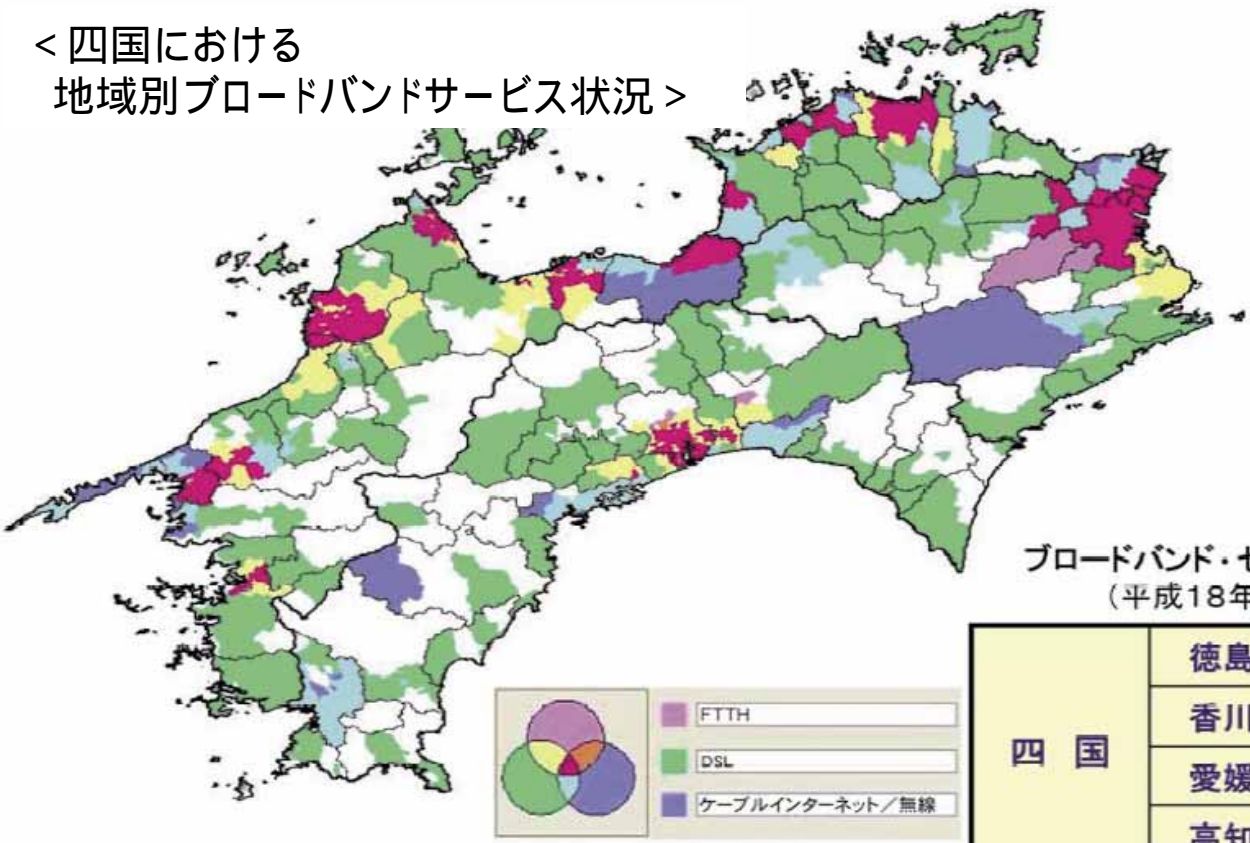 <四国における
地域別ブロードバンドサービス状況>
ブロードバンド・
(平成18年
四国
徳島
香川
愛媛
高知
FTTH
DSL
ケーブルインターネット/無線